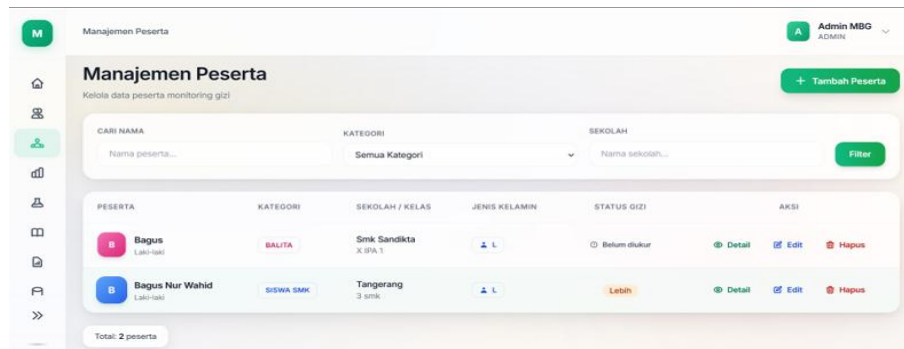 M
Manajemen Peserta
A
Admin MBG
ADMIN
Manajemen Peserta
Kelola data peserta monitoring gizi
+ Tambah Peserta
CARI NAMA
KATEGORI
SEKOLAH
Nama peserta...
Semua Kategori
Nama sekolah...
Filter
PESERTA KATEGORI SEKOLAH / KELAS JENIS KELAMIN STATUS GIZI AKSI
B
Bagus
Laki-laki
BALITA
Smk Sandikta
X IPA 1
L
Belum diukur
Detail
Edit
Hapus
B
Bagus Nur Wahid
Laki-laki
SISWA SMK
Tangerang
3 smk
L
Lebih
Detail
Edit
Hapus
Total: 2 peserta